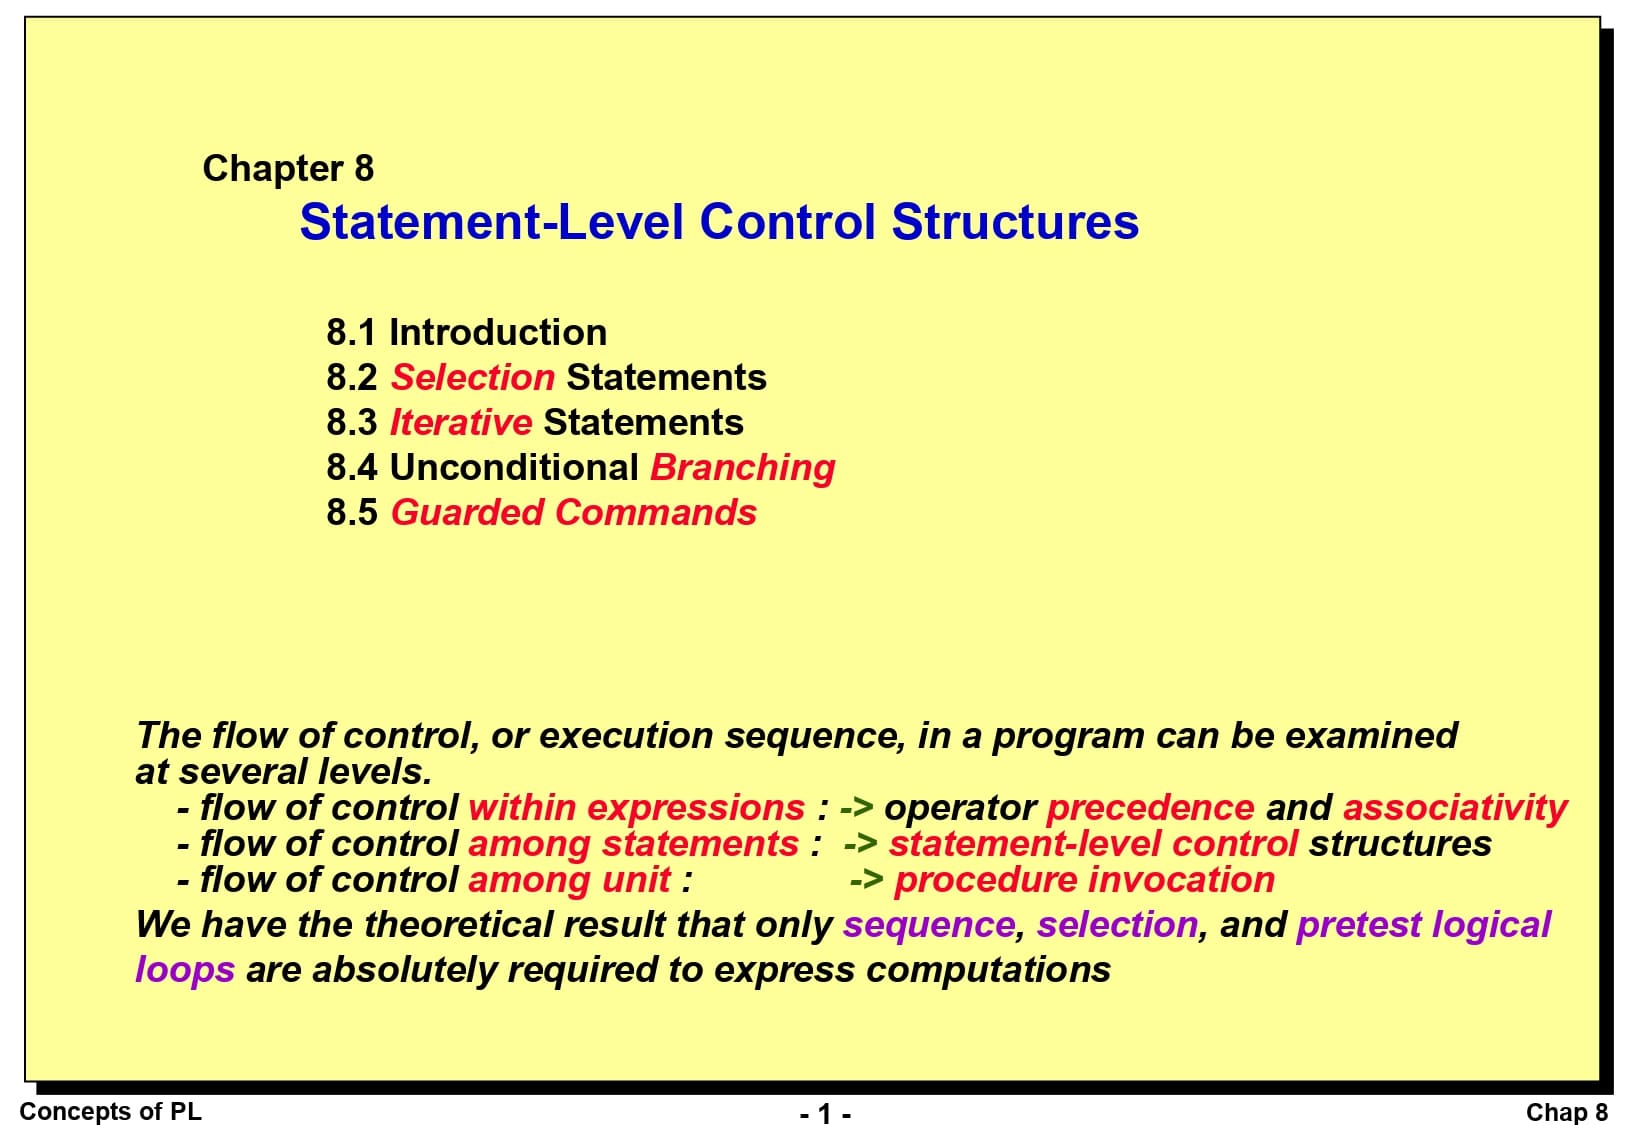 Chapter 8
Statement-Level Control Structures
8.1 Introduction
8.2 Selection Statements
8.3 Iterative Statements
8.4 Unconditional Branching
8.5 Guarded Commands
The flow of control, or execution sequence, in a program can be examined
at several levels.
- flow of control within expressions : -> operator precedence and associativity
- flow of control among statements : -> statement-level control structures
- flow of control among unit : -> procedure invocation
We have the theoretical result that only sequence, selection, and pretest logical
loops are absolutely required to express computations
Concepts of PL
- 1 -
Chap 8